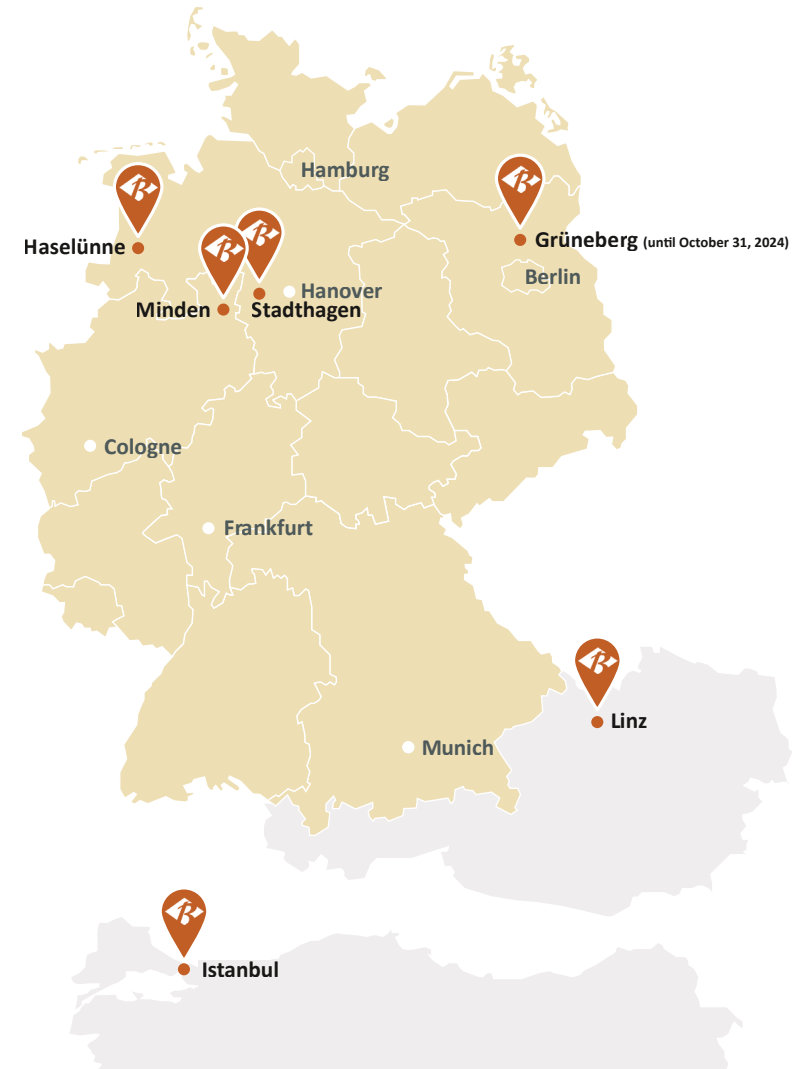 Hamburg
Haselünne
Grüneberg (until October 31, 2024)
Berlin
Hanover
Minden
Stadthagen
Cologne
Frankfurt
Linz
Munich
Istanbul